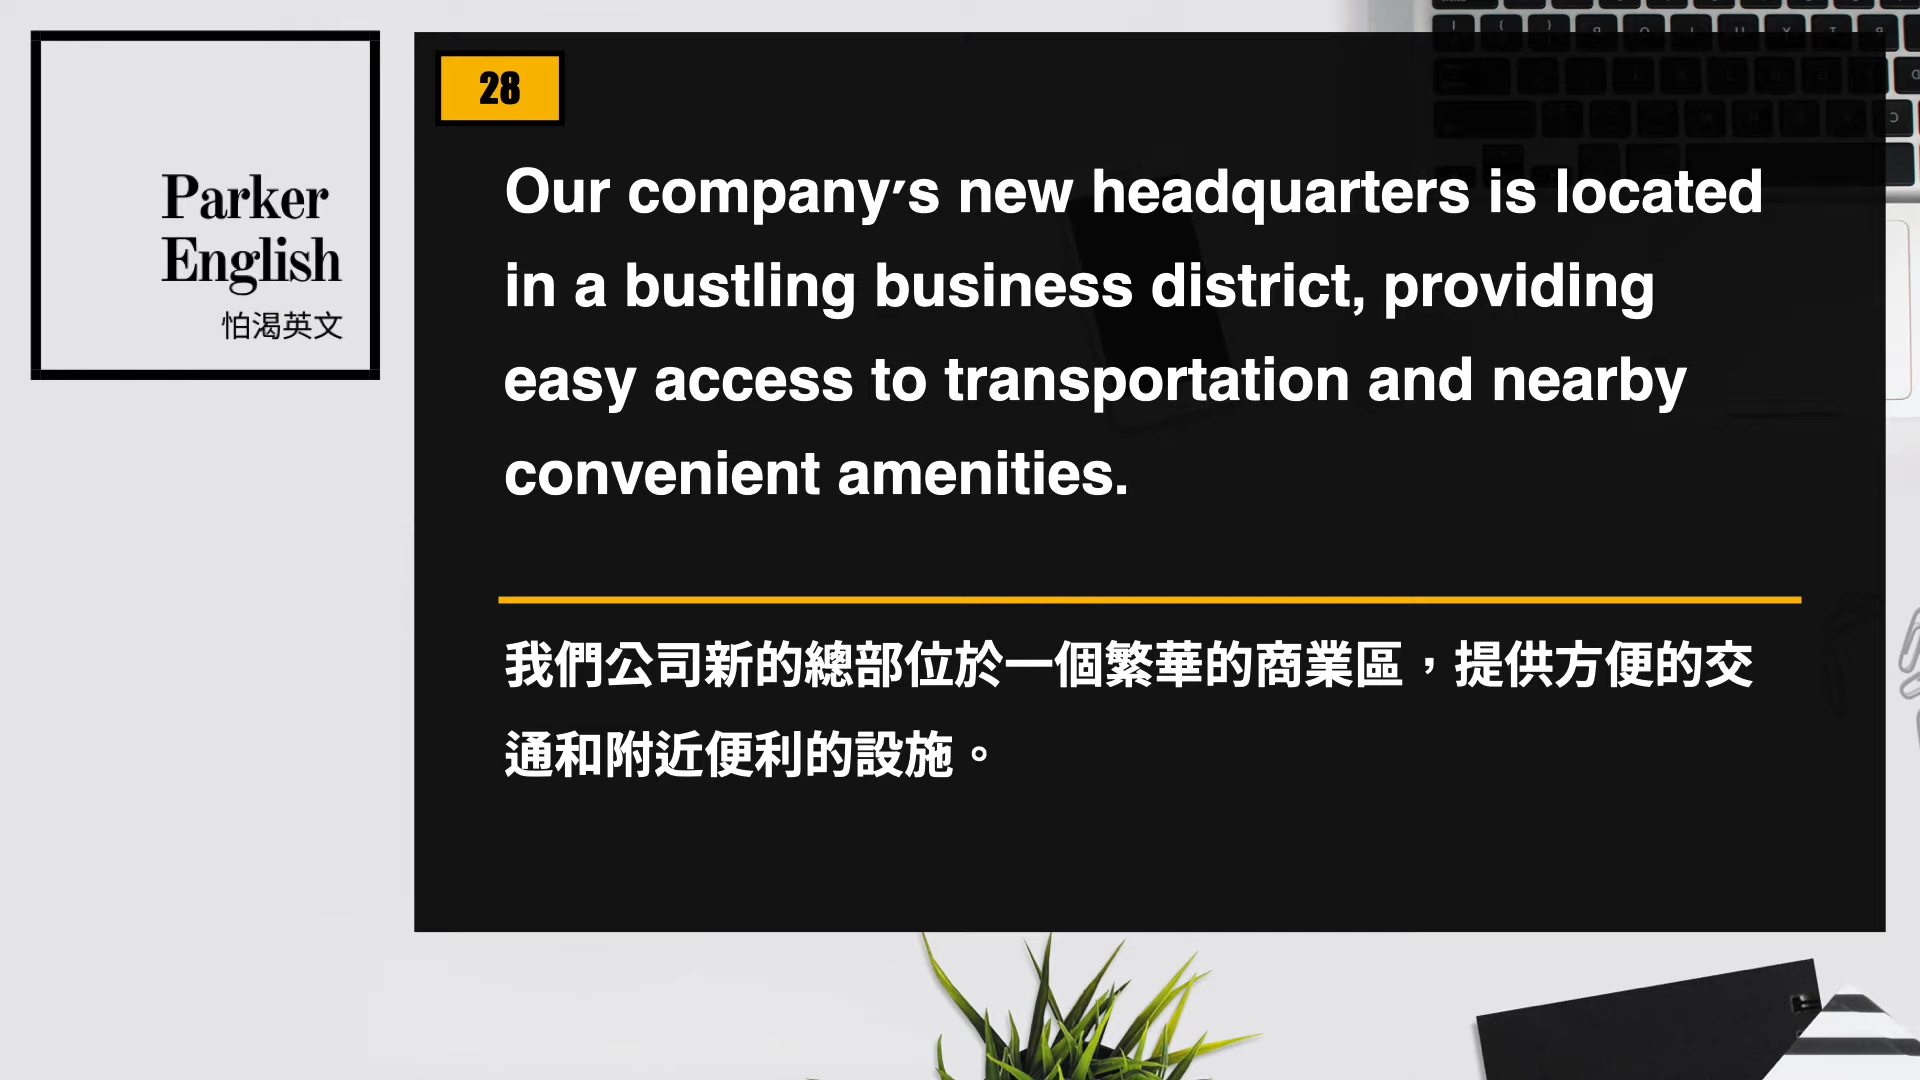 Parker
English
怕渴英文
28
Our company's new headquarters is located
in a bustling business district, providing
easy access to transportation and nearby
convenient amenities.
我們公司新的總部位於一個繁華的商業區，提供方便的交
通和附近便利的設施。